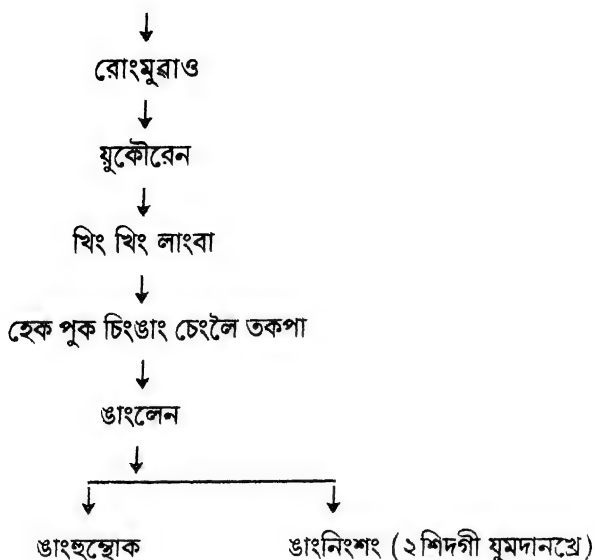 রোংমুৱাও
য়ুকৌরেন
খিং খিং লাংবা
হেক পুক চিংঙাং চেংলৈ তকপা
ঙাংলেন
ঙাংহুন্থোক ঙাংনিংশং (২শিদগী যুমদানখ্রে)